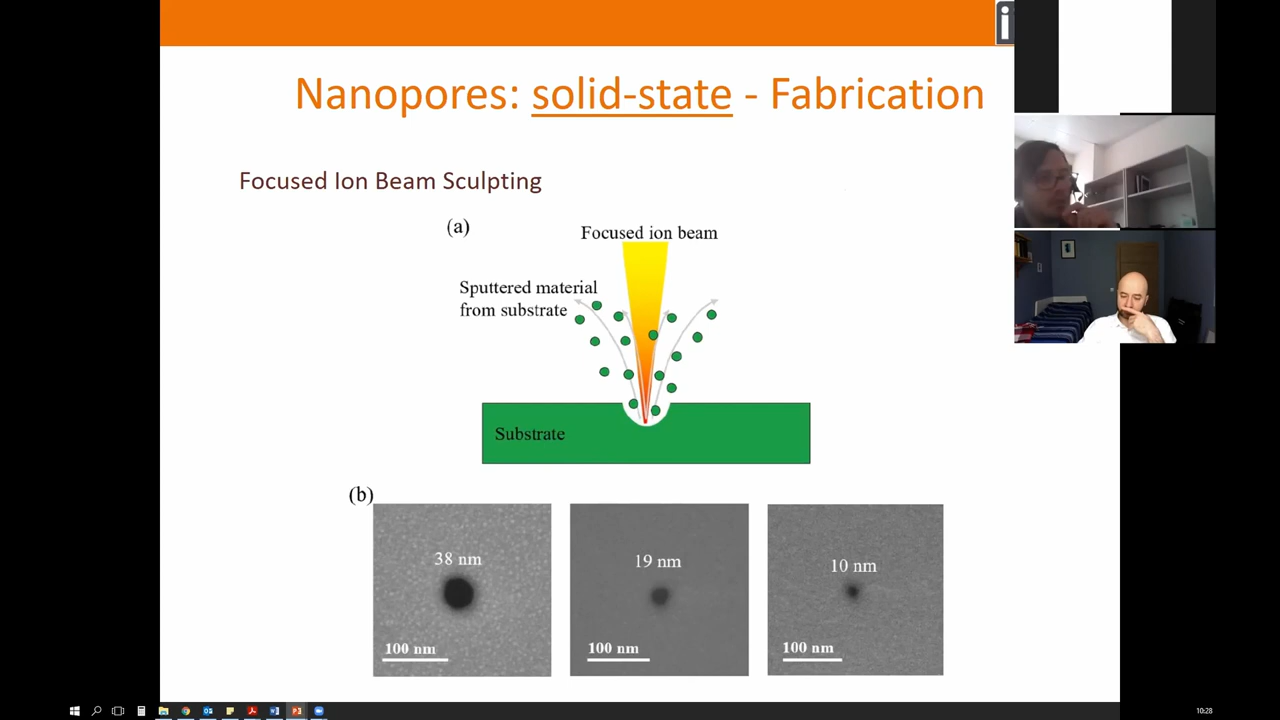 Nanopores: solid-state - Fabrication
Focused Ion Beam Sculpting
(a)
Focused ion beam
Sputtered material
from substrate
Substrate
(b)
38 nm
19 nm
10 nm
100 nm
100 nm
100 nm
10:28